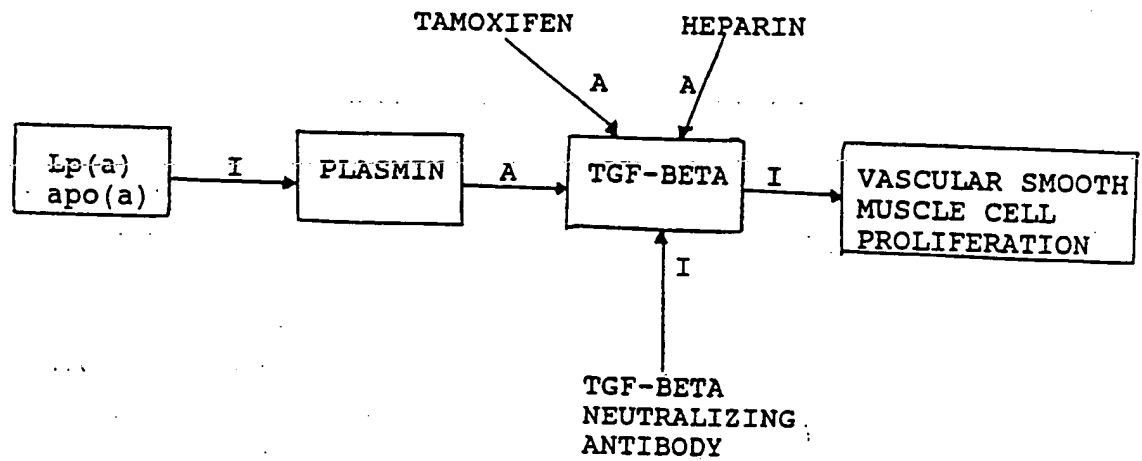 TAMOXIFEN
HEPARIN
A
A
Lp(a)
apo(a)
I
PLASMIN
A
TGF-BETA
I
VASCULAR SMOOTH
MUSCLE CELL
PROLIFERATION
I
TGF-BETA
NEUTRALIZING
ANTIBODY